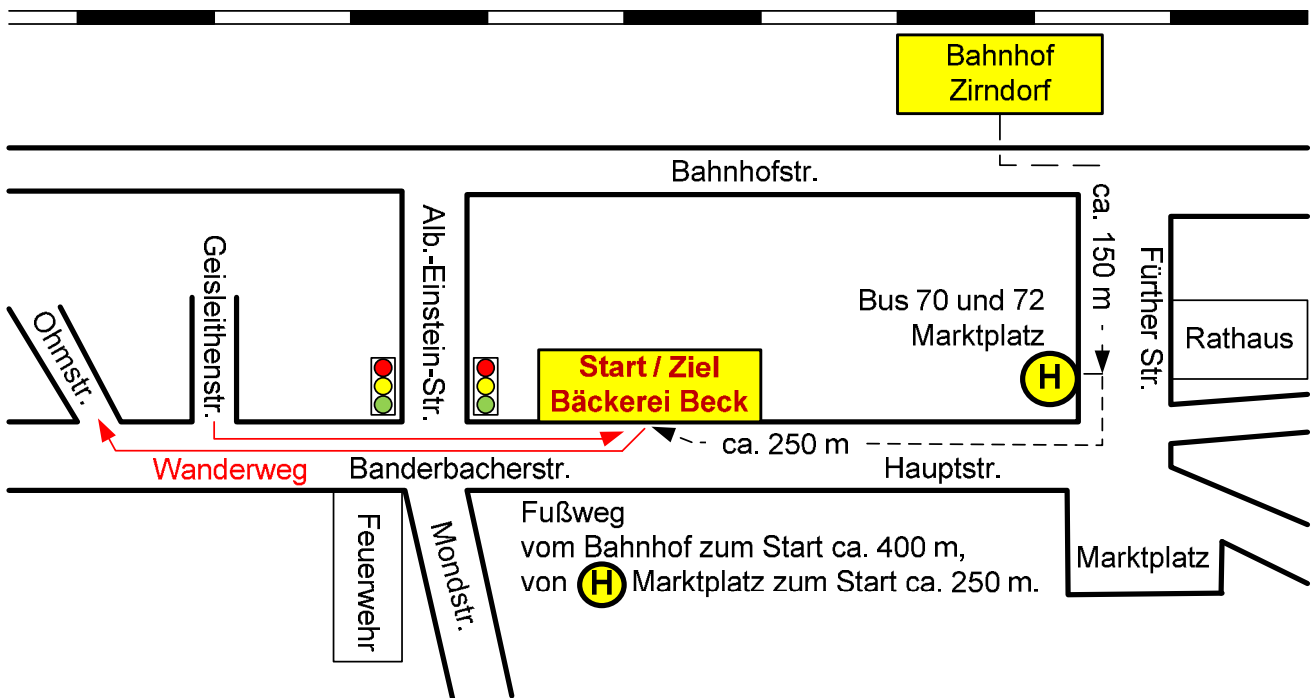 Bahnhof
Zirndorf
Bahnhofstr.
ca. 150 m
Fürther Str.
Alb.-Einstein-Str.
Geisleithenstr.
Ohmstr.
Bus 70 und 72
Marktplatz
H
Rathaus
Start / Ziel
Bäckerei Beck
ca. 250 m
Wanderweg
Banderbacherstr.
Hauptstr.
Feuerwehr
Mondstr.
Fußweg
vom Bahnhof zum Start ca. 400 m,
von H Marktplatz zum Start ca. 250 m.
Marktplatz